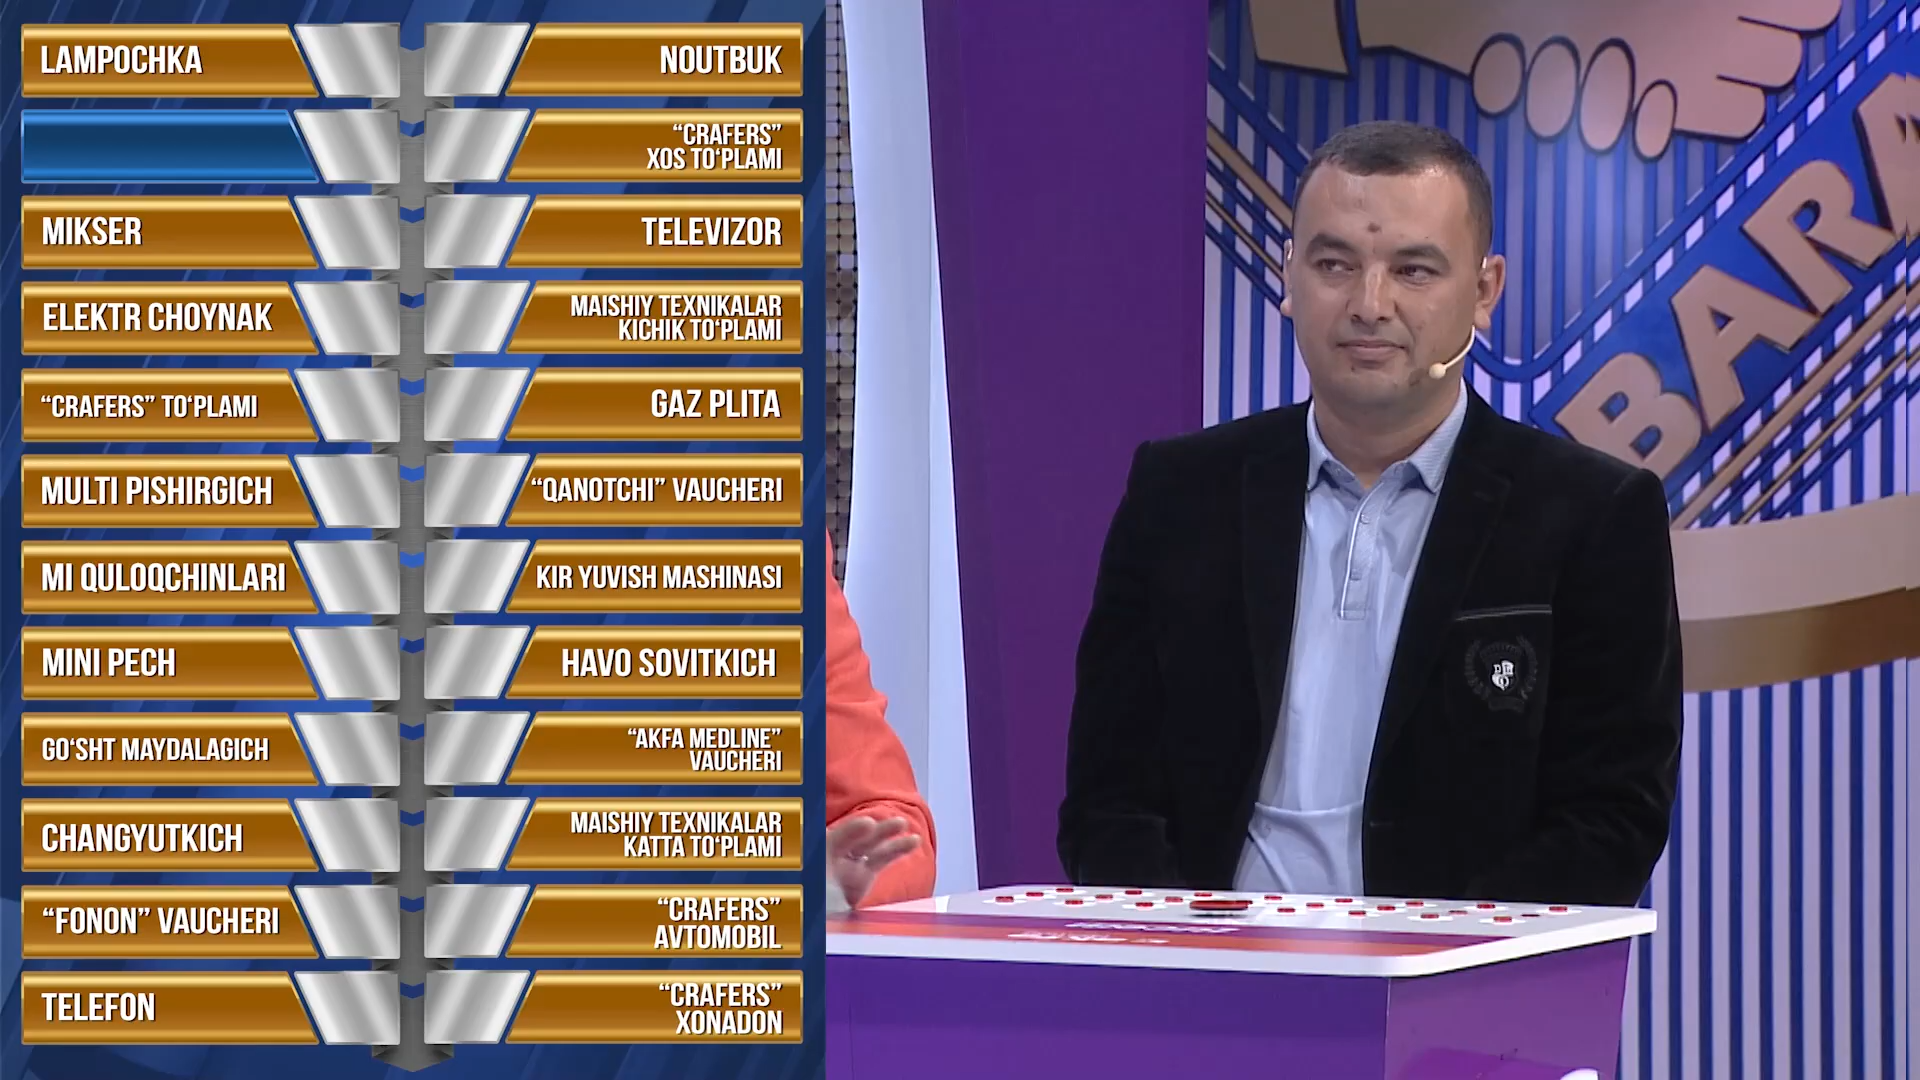 LAMPOCHKA
MIKSER
ELEKTR CHOYNAK
“CRAFERS” TO‘PLAMI
MULTI PISHIRGICH
MI QULOQCHINLARI
MINI PECH
GO‘SHT MAYDALAGICH
CHANGYUTKICH
“FONON” VAUCHERI
TELEFON
NOUTBUK
“CRAFERS”
XOS TO‘PLAMI
TELEVIZOR
MAISHIY TEXNIKALAR
KICHIK TO‘PLAMI
GAZ PLITA
“QANOTCHI” VAUCHERI
KIR YUVISH MASHINASI
HAVO SOVITKICH
“AKFA MEDLINE”
VAUCHERI
MAISHIY TEXNIKALAR
KATTA TO‘PLAMI
“CRAFERS”
AVTOMOBIL
“CRAFERS”
XONADON
BARA